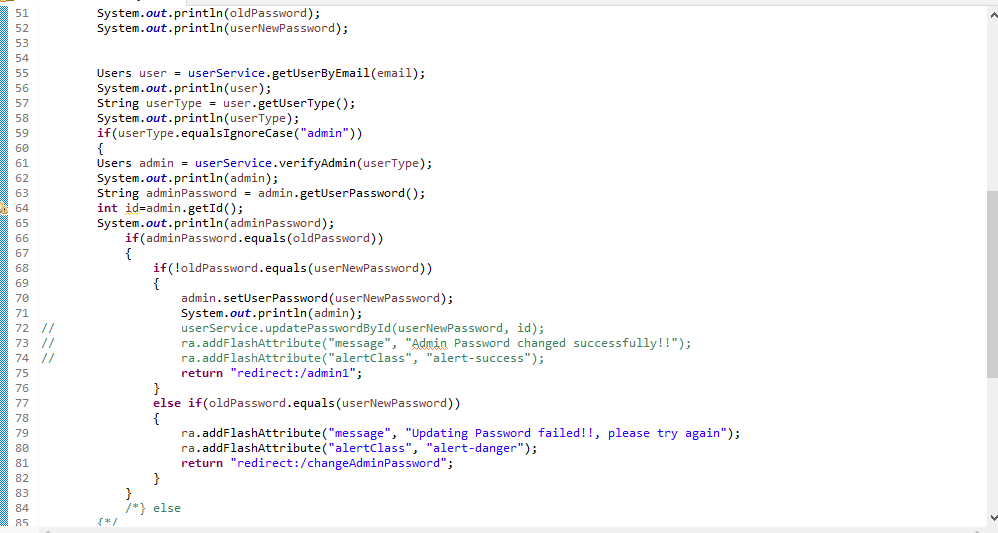 51 System.out.println(oldPassword);
52 System.out.println(userNewPassword);
53
54
55 Users user = userService.getUserByEmail(email);
56 System.out.println(user);
57 String userType = user.getUserType();
58 System.out.println(userType);
59 if(userType.equalsIgnoreCase("admin"))
60 {
61 Users admin = userService.verifyAdmin(userType);
62 System.out.println(admin);
63 String adminPassword = admin.getUserPassword();
64 int id=admin.getId();
65 System.out.println(adminPassword);
66 if(adminPassword.equals(oldPassword))
67 {
68 if(!oldPassword.equals(userNewPassword))
69 {
70 admin.setUserPassword(userNewPassword);
71 System.out.println(admin);
72 // userService.updatePasswordById(userNewPassword, id);
73 // ra.addFlashAttribute("message", "Admin Password changed successfully!!");
74 // ra.addFlashAttribute("alertClass", "alert-success");
75 return "redirect:/admin1";
76 }
77 else if(oldPassword.equals(userNewPassword))
78 {
79 ra.addFlashAttribute("message", "Updating Password failed!!, please try again");
80 ra.addFlashAttribute("alertClass", "alert-danger");
81 return "redirect:/changeAdminPassword";
82 }
83 }
84 /*} else
85 {*/